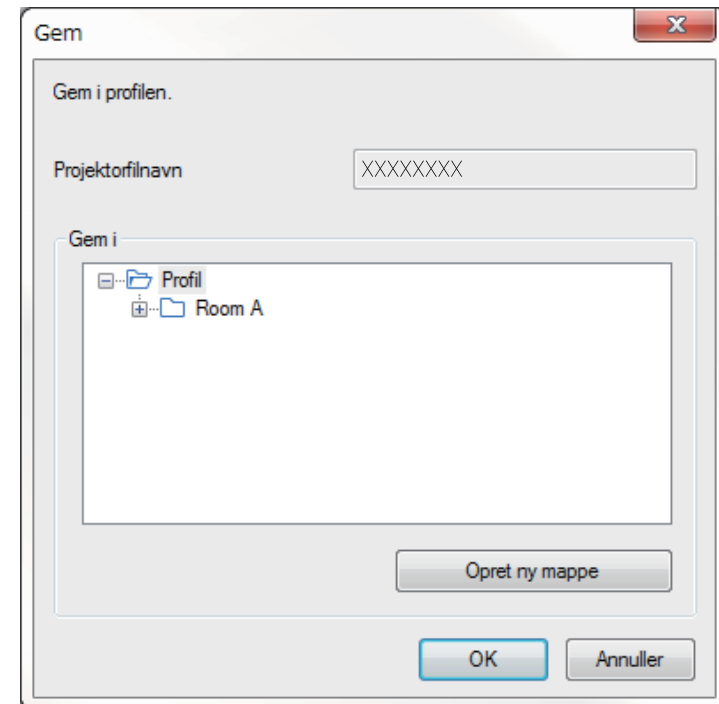 Gem
Gem i profilen.
Projektorfilnavn XXXXXXXX
Gem i
Profil
Room A
Opret ny mappe
OK Annuller